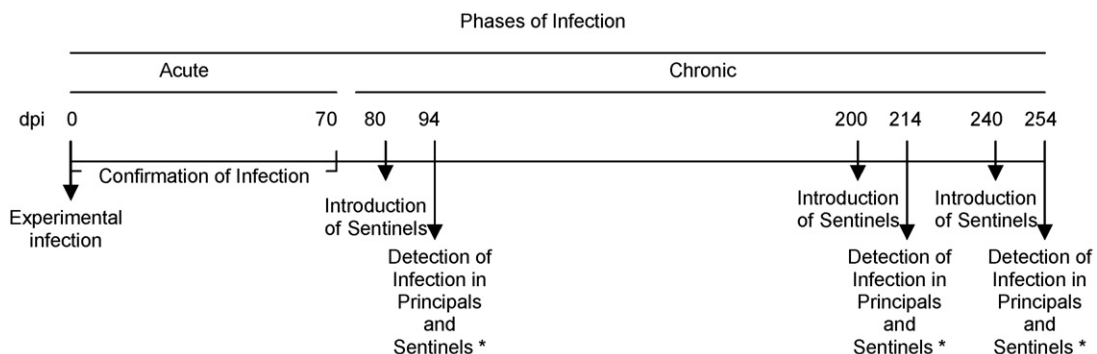 Phases of Infection
Acute Chronic
dpi 0 70 80 94 200 214 240 254
Confirmation of Infection
Experimental
infection
Introduction
of Sentinels
Detection of
Infection in
Principals
and
Sentinels *
Introduction
of Sentinels
Detection of
Infection in
Principals
and
Sentinels *
Introduction
of Sentinels
Detection of
Infection in
Principals
and
Sentinels *